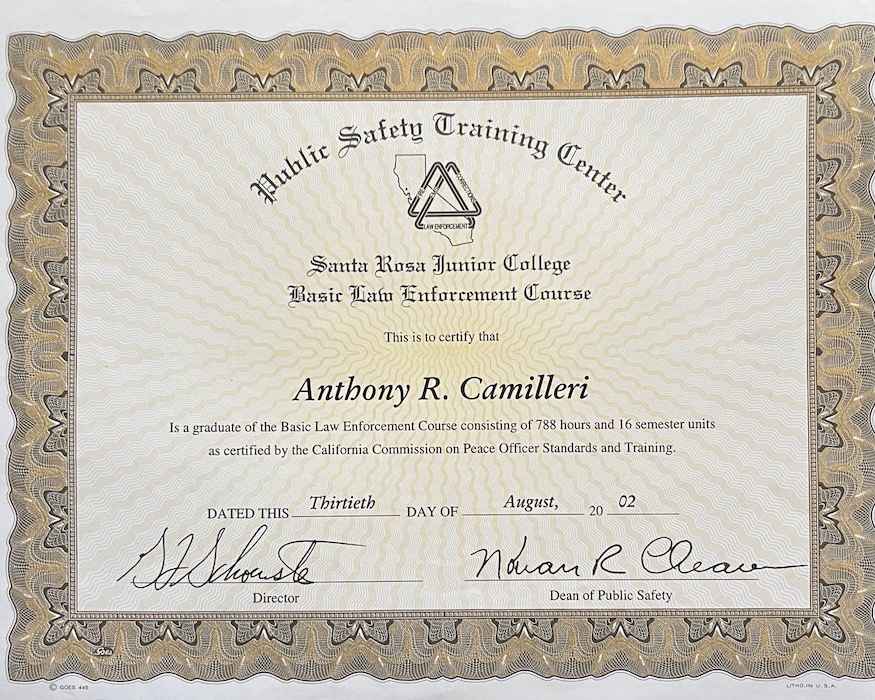 Public Safety Training Center
CORRECTIONS
LAW ENFORCEMENT
Santa Rosa Junior College
Basic Law Enforcement Course
This is to certify that
Anthony R. Camilleri
Is a graduate of the Basic Law Enforcement Course consisting of 788 hours and 16 semester units
as certified by the California Commission on Peace Officer Standards and Training.
DATED THIS Thirtieth DAY OF August, 20 02
Director
Dean of Public Safety
Goes
© GOES 445
LITHO. IN U.S.A.